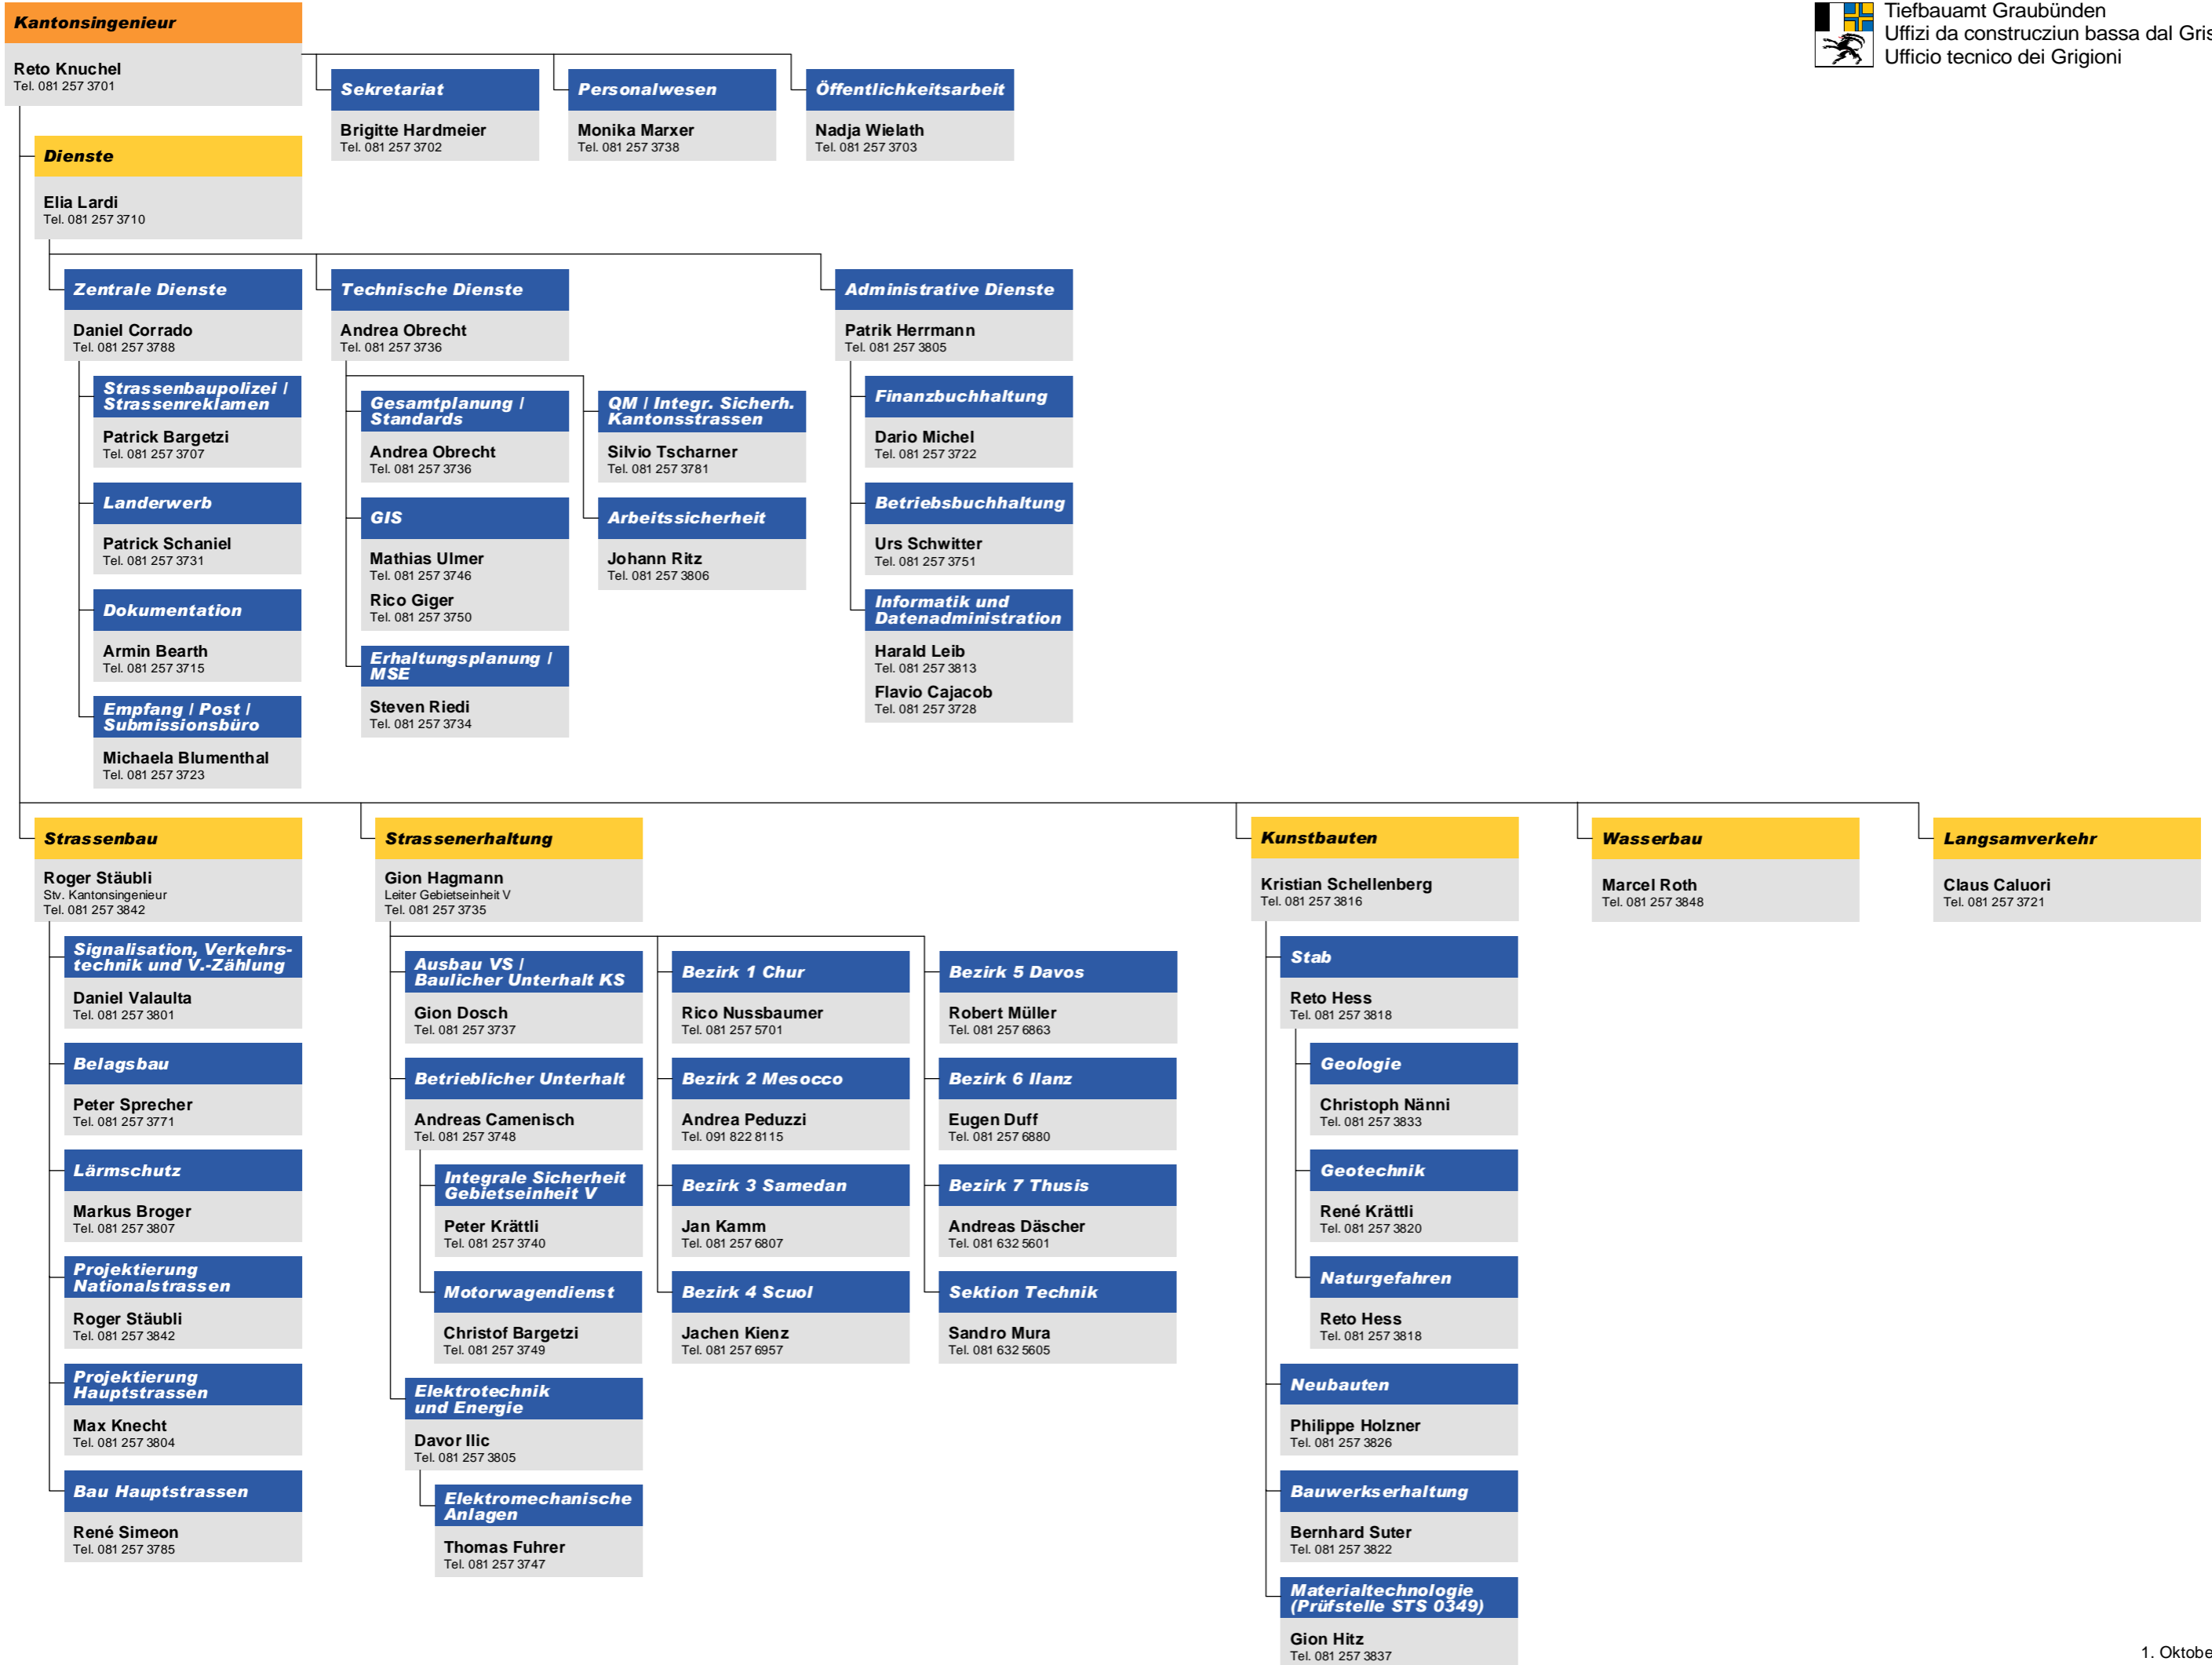 Tiefbauamt Graubünden
Uffizi da construcziun bassa dal
Ufficio tecnico dei Grigioni
Kantonsingenieur
Reto Knuchel
Tel. 081 257 3701
Sekretariat
Brigitte Hardmeier
Tel. 081 257 3702
Personalwesen
Monika Marxer
Tel. 081 257 3738
Öffentlichkeitsarbeit
Nadja Wielath
Tel. 081 257 3703
Dienste
Elia Lardi
Tel. 081 257 3710
Zentrale Dienste
Daniel Corrado
Tel. 081 257 3788
Strassenbaupolizei /
Strassenreklamen
Patrick Bargetzi
Tel. 081 257 3707
Landerwerb
Patrick Schaniel
Tel. 081 257 3731
Dokumentation
Armin Bearth
Tel. 081 257 3715
Empfang / Post /
Submissionsbüro
Michaela Blumenthal
Tel. 081 257 3723
Technische Dienste
Andrea Obrecht
Tel. 081 257 3736
Gesamtplanung /
Standards
Andrea Obrecht
Tel. 081 257 3736
GIS
Mathias Ulmer
Tel. 081 257 3746
Rico Giger
Tel. 081 257 3750
Erhaltungsplanung /
MSE
Steven Riedi
Tel. 081 257 3734
QM / Integr. Sicherh.
Kantonsstrassen
Silvio Tscharner
Tel. 081 257 3781
Arbeitssicherheit
Johann Ritz
Tel. 081 257 3806
Administrative Dienste
Patrik Herrmann
Tel. 081 257 3805
Finanzbuchhaltung
Dario Michel
Tel. 081 257 3722
Betriebsbuchhaltung
Urs Schwitter
Tel. 081 257 3751
Informatik und
Datenadministration
Harald Leib
Tel. 081 257 3813
Flavio Cajacob
Tel. 081 257 3728
Strassenbau
Roger Stäubli
Stv. Kantonsingenieur
Tel. 081 257 3842
Signalisation, Verkehrs-
technik und V.-Zählung
Daniel Valaulta
Tel. 081 257 3801
Belagsbau
Peter Sprecher
Tel. 081 257 3771
Lärmschutz
Markus Broger
Tel. 081 257 3807
Projektierung
Nationalstrassen
Roger Stäubli
Tel. 081 257 3842
Projektierung
Hauptstrassen
Max Knecht
Tel. 081 257 3804
Bau Hauptstrassen
René Simeon
Tel. 081 257 3785
Strassenerhaltung
Gion Hagmann
Leiter Gebietseinheit V
Tel. 081 257 3735
Ausbau VS /
Baulicher Unterhalt KS
Gion Dosch
Tel. 081 257 3737
Betrieblicher Unterhalt
Andreas Camenisch
Tel. 081 257 3748
Integrale Sicherheit
Gebietseinheit V
Peter Krättli
Tel. 081 257 3740
Motorwagendienst
Christof Bargetzi
Tel. 081 257 3749
Elektrotechnik
und Energie
Davor Ilic
Tel. 081 257 3805
Elektromechanische
Anlagen
Thomas Fuhrer
Tel. 081 257 3747
Bezirk 1 Chur
Rico Nussbaumer
Tel. 081 257 5701
Bezirk 2 Mesocco
Andrea Peduzzi
Tel. 091 822 8115
Bezirk 3 Samedan
Jan Kamm
Tel. 081 257 6807
Bezirk 4 Scuol
Jachen Kienz
Tel. 081 257 6957
Bezirk 5 Davos
Robert Müller
Tel. 081 257 6863
Bezirk 6 Ilanz
Eugen Duff
Tel. 081 257 6880
Bezirk 7 Thusis
Andreas Däscher
Tel. 081 632 5601
Sektion Technik
Sandro Mura
Tel. 081 632 5605
Kunstbauten
Kristian Schellenberg
Tel. 081 257 3816
Stab
Reto Hess
Tel. 081 257 3818
Geologie
Christoph Nänni
Tel. 081 257 3833
Geotechnik
René Krättli
Tel. 081 257 3820
Naturgefahren
Reto Hess
Tel. 081 257 3818
Neubauten
Philippe Holzner
Tel. 081 257 3826
Bauwerkserhaltung
Bernhard Suter
Tel. 081 257 3822
Materialtechnologie
(Prüfstelle STS 0349)
Gion Hitz
Tel. 081 257 3837
Wasserbau
Marcel Roth
Tel. 081 257 3848
Langsamverkehr
Claus Caluori
Tel. 081 257 3721
1.